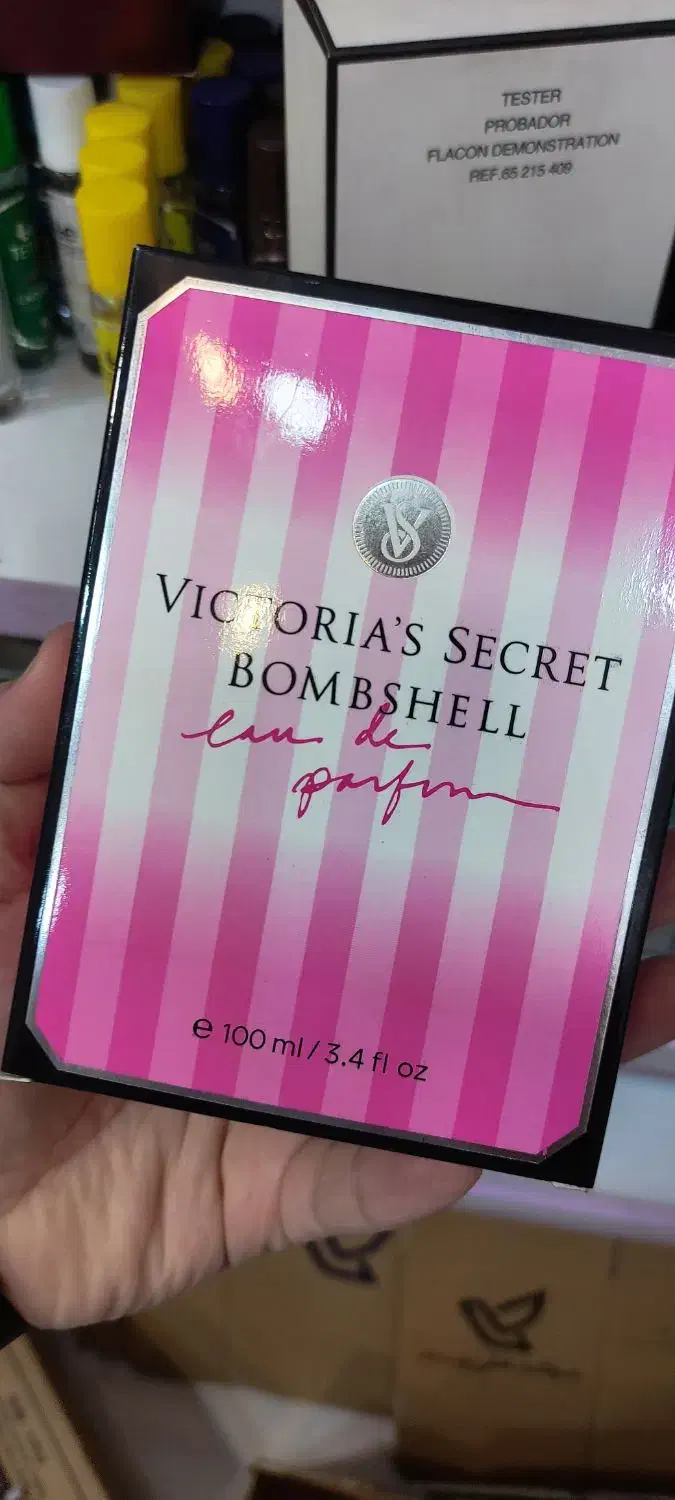 TESTER
PROBADOR
FLACON DEMONSTRATION
REF.65 215 409
VS
VICTORIA'S SECRET
BOMBSHELL
eau de
parfum
e 100 ml / 3.4 fl oz